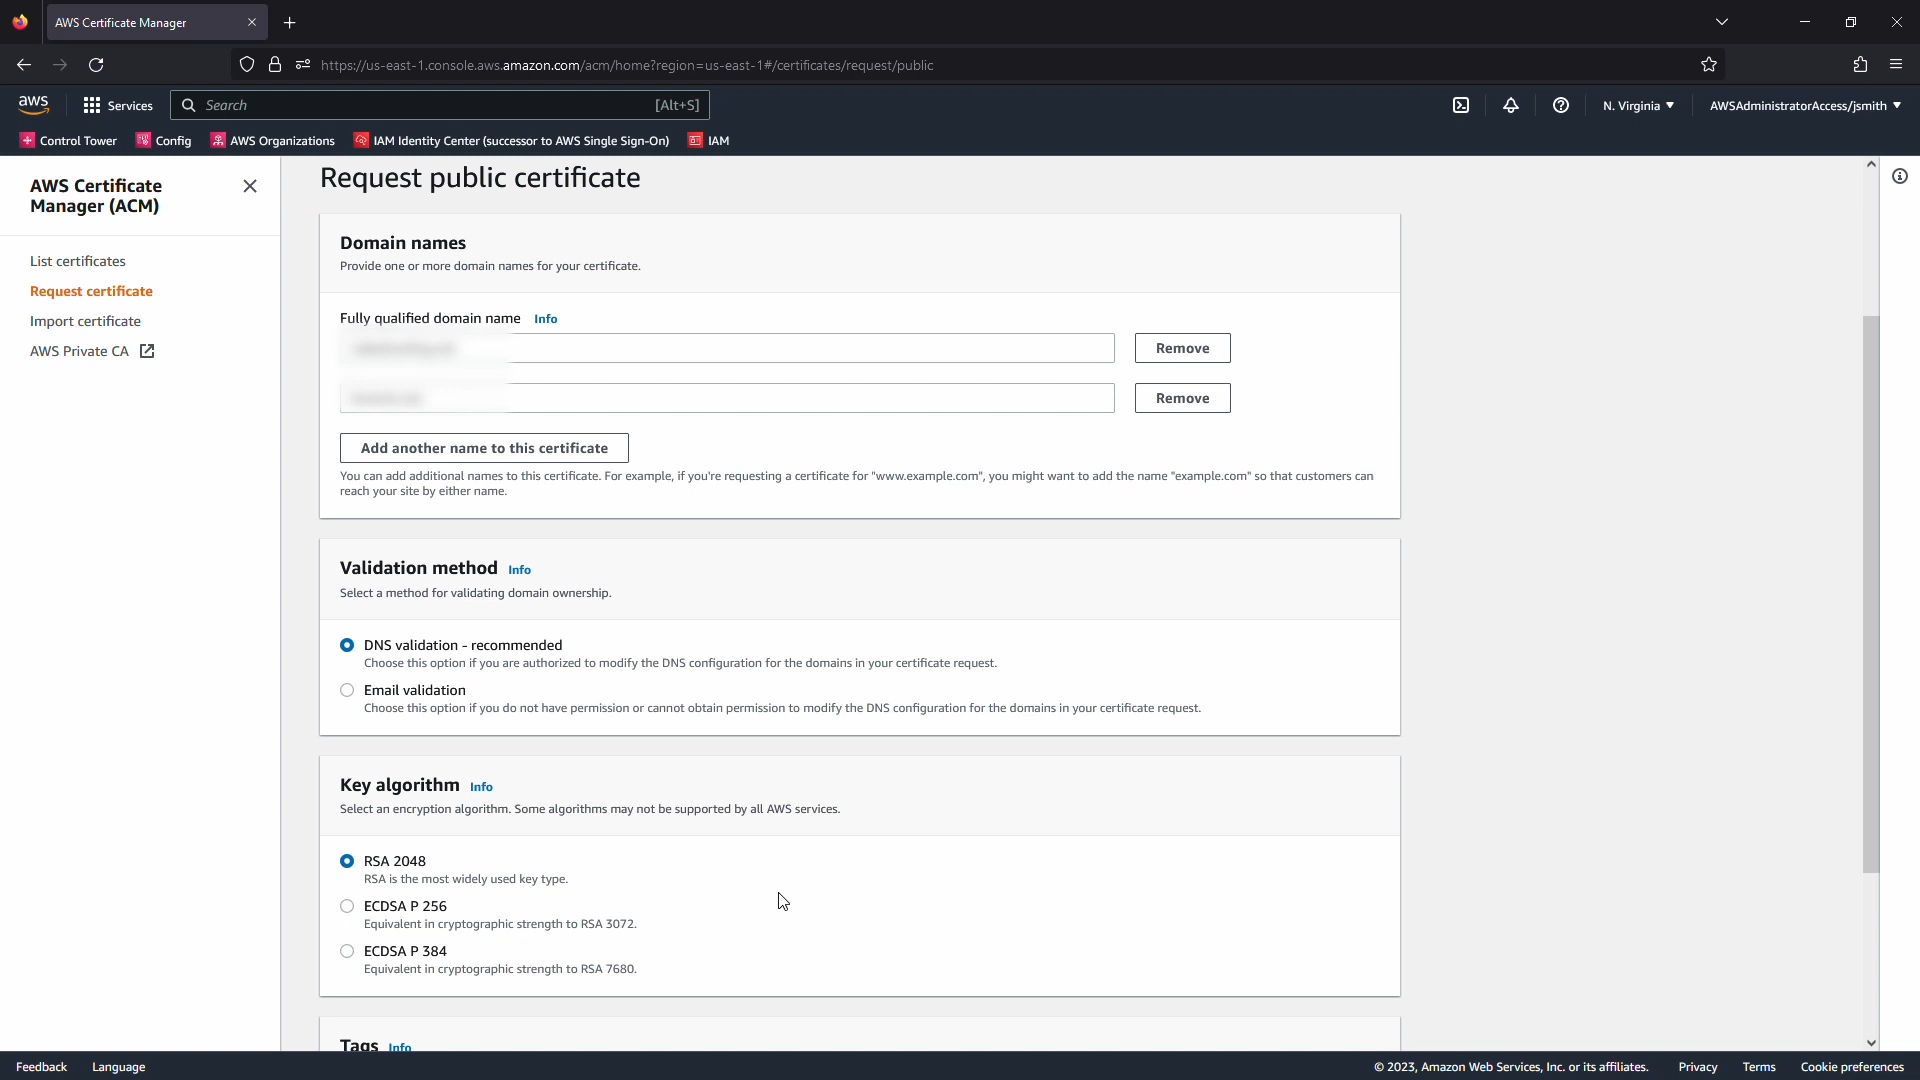 AWS Certificate Manager
https://us-east-1.console.aws.amazon.com/acm/home?region=us-east-1#/certificates/request/public
aws
Services
Search
[Alt+S]
N. Virginia
AWSAdministratorAccess/jsmith
Control Tower
Config
AWS Organizations
IAM Identity Center (successor to AWS Single Sign-On)
IAM
AWS Certificate
Manager (ACM)
List certificates
Request certificate
Import certificate
AWS Private CA
Request public certificate
Domain names
Provide one or more domain names for your certificate.
Fully qualified domain name Info
Remove
Remove
Add another name to this certificate
You can add additional names to this certificate. For example, if you're requesting a certificate for "www.example.com", you might want to add the name "example.com" so that customers can
reach your site by either name.
Validation method Info
Select a method for validating domain ownership.
DNS validation - recommended
Choose this option if you are authorized to modify the DNS configuration for the domains in your certificate request.
Email validation
Choose this option if you do not have permission or cannot obtain permission to modify the DNS configuration for the domains in your certificate request.
Key algorithm Info
Select an encryption algorithm. Some algorithms may not be supported by all AWS services.
RSA 2048
RSA is the most widely used key type.
ECDSA P 256
Equivalent in cryptographic strength to RSA 3072.
ECDSA P 384
Equivalent in cryptographic strength to RSA 7680.
Tags Info
Feedback
Language
© 2023, Amazon Web Services, Inc. or its affiliates.
Privacy
Terms
Cookie preferences